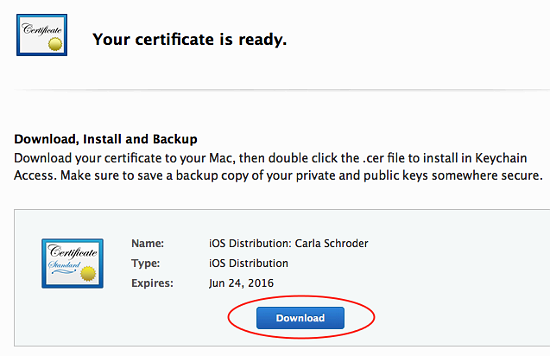 Certificate
Your certificate is ready.
Download, Install and Backup
Download your certificate to your Mac, then double click the .cer file to install in Keychain
Access. Make sure to save a backup copy of your private and public keys somewhere secure.
Certificate
Standard
Name: iOS Distribution: Carla Schroder
Type: iOS Distribution
Expires: Jun 24, 2016
Download